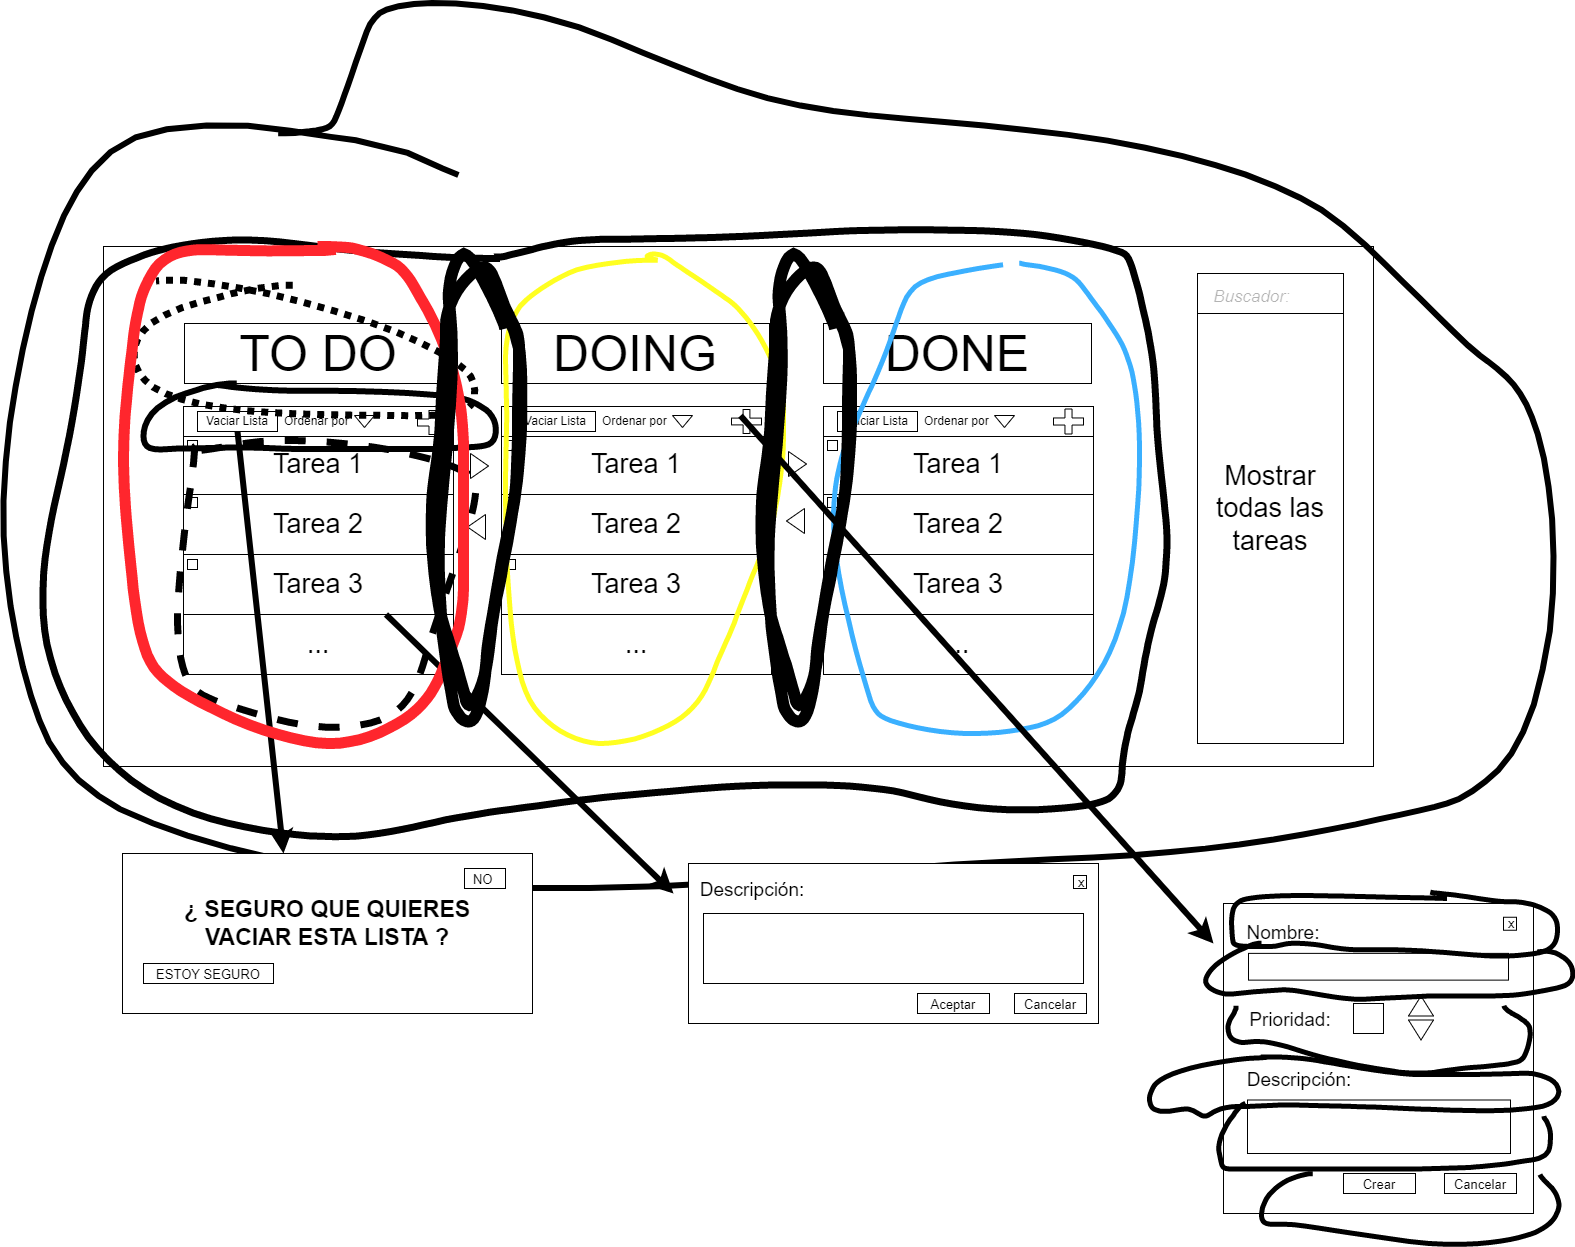 TO DO
DOING
DONE
Buscador:
Vaciar Lista Ordenar por
Vaciar Lista Ordenar por
Vaciar Lista Ordenar por
Tarea 1
Tarea 1
Tarea 1
Tarea 2
Tarea 2
Tarea 2
Tarea 3
Tarea 3
Tarea 3
...
...
...
Mostrar
todas las
tareas
NO
¿ SEGURO QUE QUIERES
VACIAR ESTA LISTA ?
ESTOY SEGURO
Descripción:
x
Aceptar
Cancelar
Nombre:
x
Prioridad:
Descripción:
Crear
Cancelar